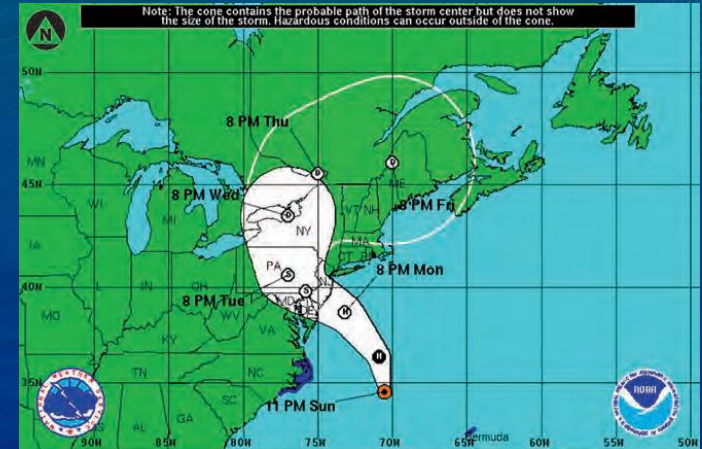 Note: The cone contains the probable path of the storm center but does not show
the size of the storm. Hazardous conditions can occur outside of the cone.
N
50N
8 PM Thu
D
D
MN
45N
ME
WI
8 PM Wed
VT
NH
8 PM Fri
MI
D
NY
MA
IA
CT
RI
PA
S
8 PM Mon
40N
IN
OH
S
NJ
8 PM Tue
MD
DE
H
MO
WV
VA
KY
H
35N
TN
NC
NOAA
SC
11 PM Sun
AL
GA
90W
85W
80W
75W
70W
65W
60W
55W
50W